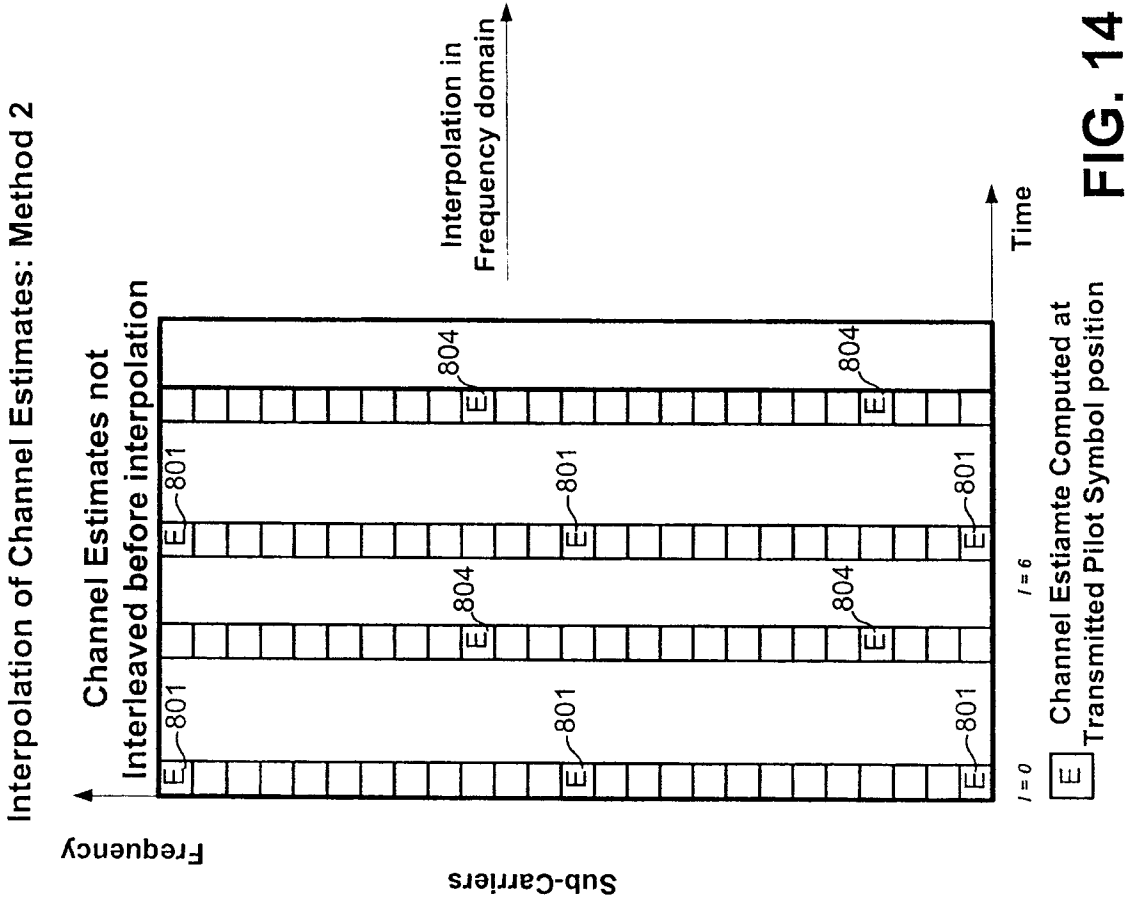 Interpolation of Channel Estimates: Method 2
Channel Estimates not
Interleaved before interpolation
Frequency
Sub-Carriers
801
801
801
E
E
E
804
804
E
E
801
801
801
E
E
E
804
804
E
E
l = 0
l = 6
Time
Interpolation in
Frequency domain
E
Channel Estiamte Computed at
Transmitted Pilot Symbol position
FIG. 14